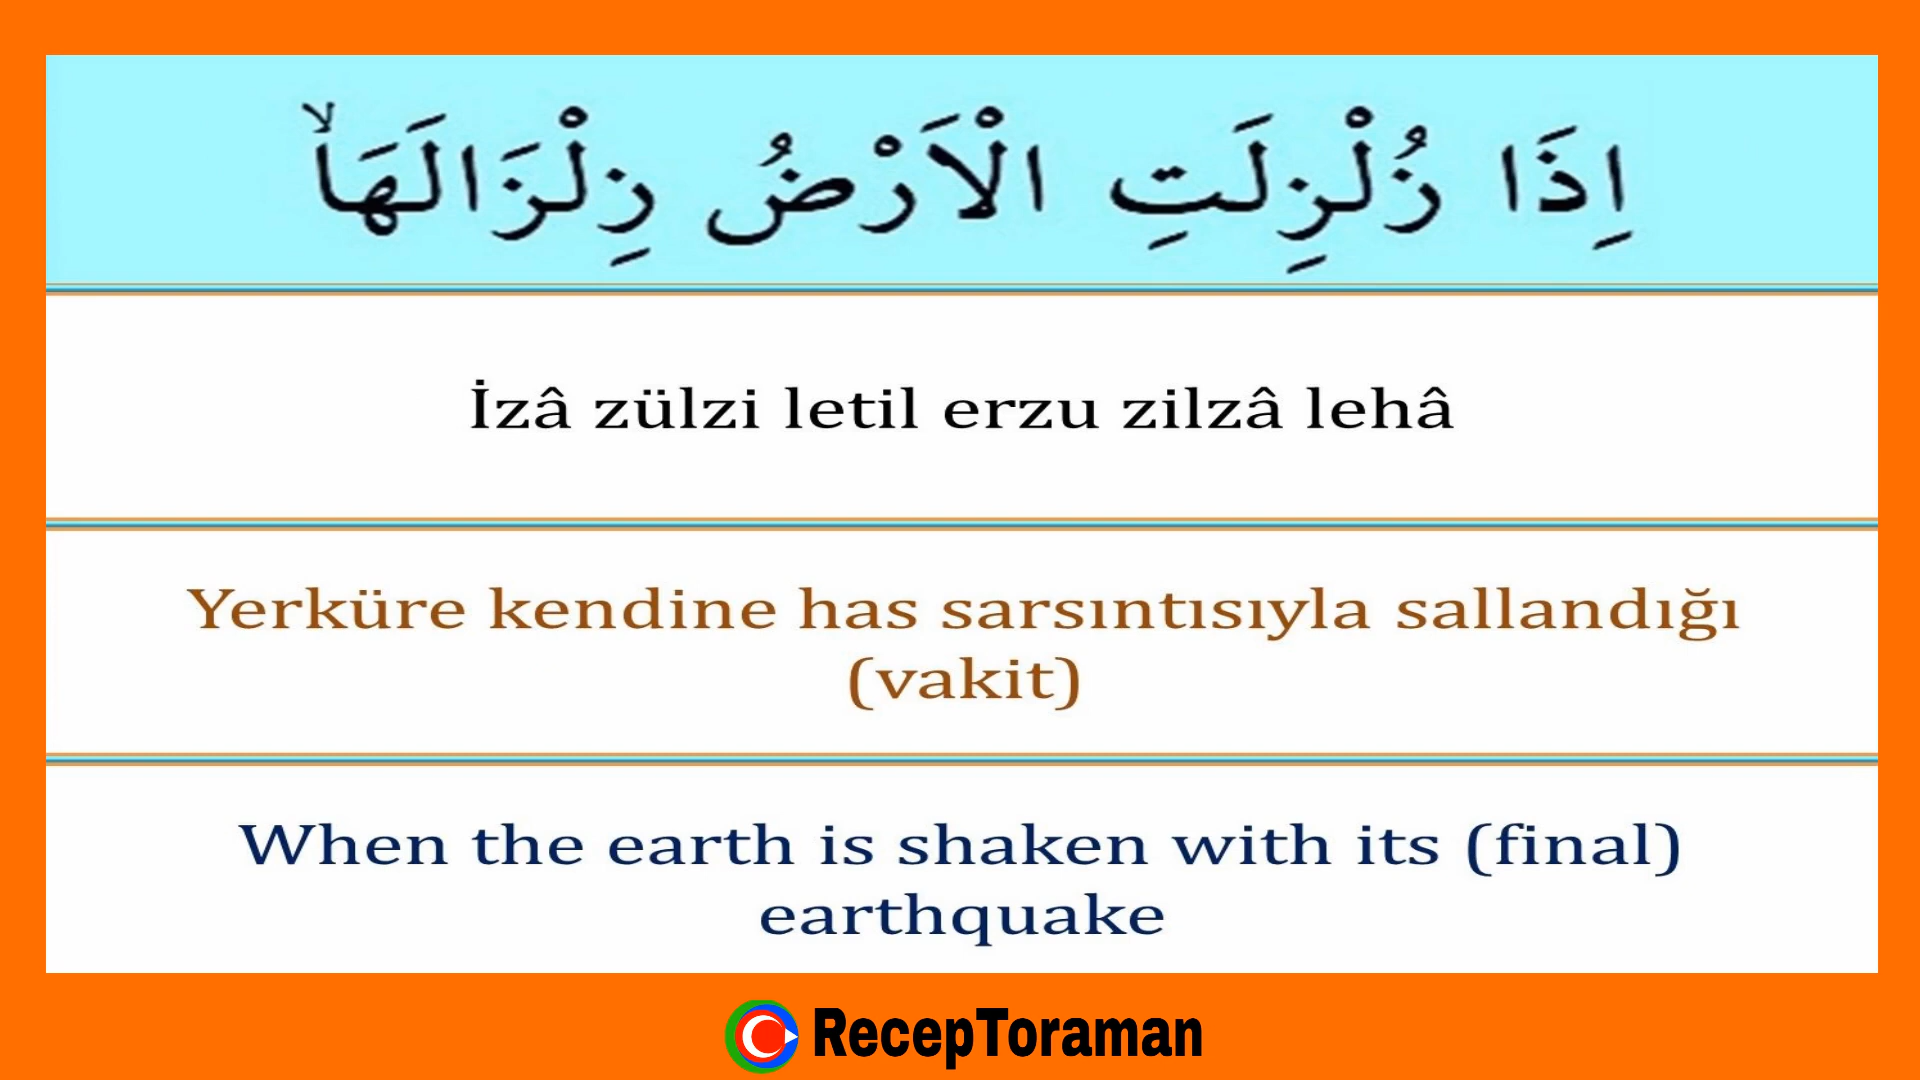 اِذَا زُلْزِلَتِ الْاَرْضُ زِلْزَالَهَاۙ
İzâ zülzi letil erzu zilzâ lehâ
Yerküre kendine has sarsıntısıyla sallandığı
(vakit)
When the earth is shaken with its (final)
earthquake
RecepToraman